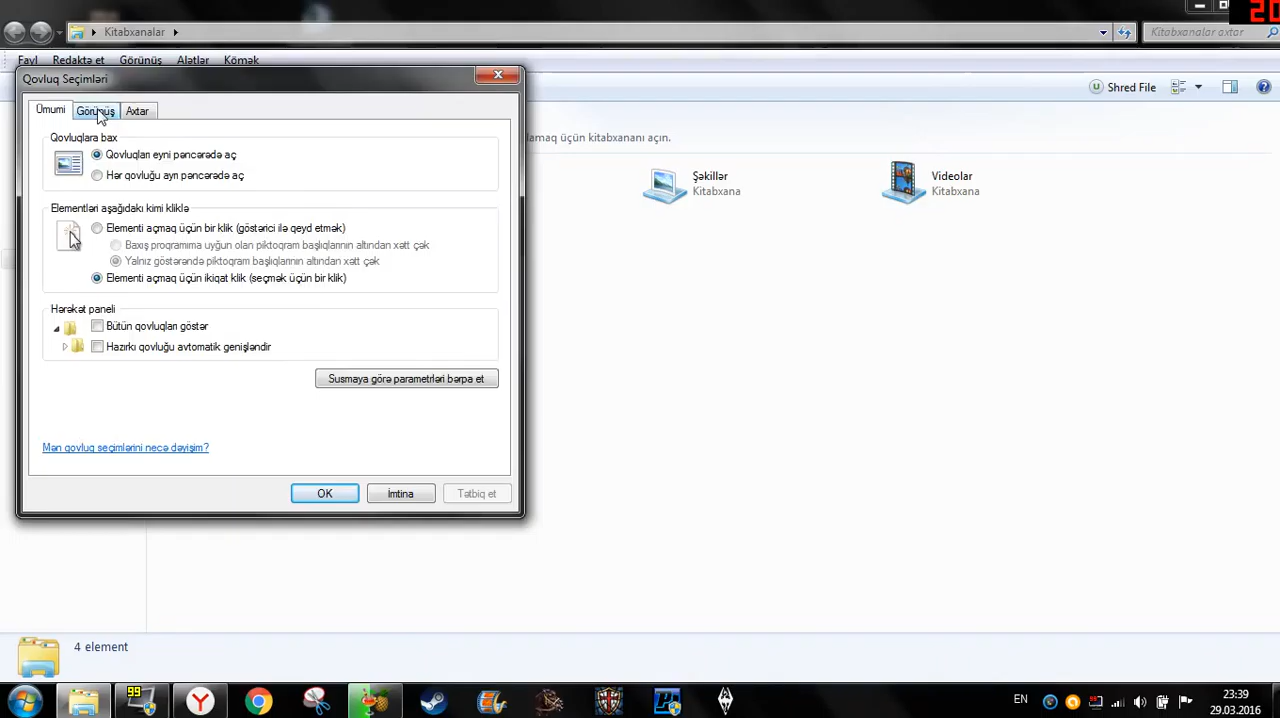 20
Kitabxanalar
Kitabxanalar axtar
Fayl Redaktə et Görünüş Alətlər Kömək
Qovluq Seçimləri
Shred File
Ümumi Görünüş Axtar
Qovluqlara bax
lamaq üçün kitabxananı açın.
Qovluqları eyni pəncərədə aç
Hər qovluğu ayrı pəncərədə aç
Şəkillər
Kitabxana
Videolar
Kitabxana
Elementləri aşağıdakı kimi kliklə
Elementi açmaq üçün bir klik (göstərici ilə qeyd etmək)
Baxış proqramıma uyğun olan piktoqram başlıqlarının altından xətt çək
Yalnız göstərəndə piktoqram başlıqlarının altından xətt çək
Elementi açmaq üçün ikiqat klik (seçmək üçün bir klik)
Hərəkət paneli
Bütün qovluqları göstər
Hazırkı qovluğu avtomatik genişləndir
Susmaya görə parametrləri bərpa et
Mən qovluq seçimlərini necə dəyişim?
OK İmtina Tətbiq et
4 element
99
EN
23:39
29.03.2016